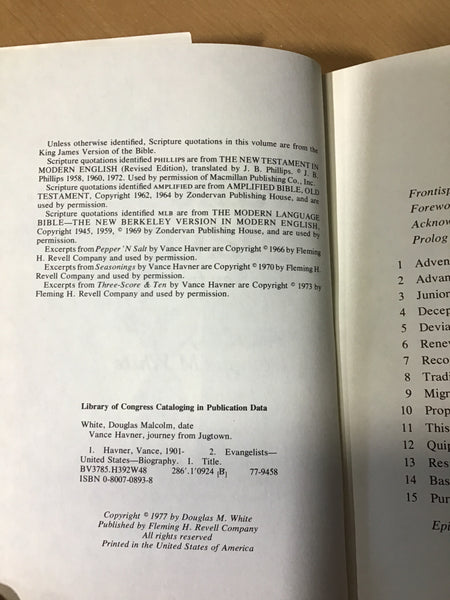 Unless otherwise identified, Scripture quotations in this volume are from the
King James Version of the Bible.
Scripture quotations identified PHILLIPS are from THE NEW TESTAMENT IN
MODERN ENGLISH (Revised Edition), translated by J. B. Phillips. © J. B.
Phillips 1958, 1960, 1972. Used by permission of Macmillan Publishing Co., Inc.
Scripture quotations identified AMPLIFIED are from AMPLIFIED BIBLE, OLD
TESTAMENT, Copyright 1962, 1964 by Zondervan Publishing House, and are
used by permission.
Scripture quotations identified MLB are from THE MODERN LANGUAGE
BIBLE—THE NEW BERKELEY VERSION IN MODERN ENGLISH,
Copyright 1945, 1959, © 1969 by Zondervan Publishing House, and are used by
permission.
Excerpts from Pepper 'N Salt by Vance Havner are Copyright © 1966 by Fleming
H. Revell Company and used by permission.
Excerpts from Seasonings by Vance Havner are Copyright © 1970 by Fleming H.
Revell Company and used by permission.
Excerpts from Three-Score & Ten by Vance Havner are Copyright © 1973 by
Fleming H. Revell Company and used by permission.
Library of Congress Cataloging in Publication Data
White, Douglas Malcolm, date
Vance Havner, journey from Jugtown.
1. Havner, Vance, 1901- 2. Evangelists—
United States—Biography. I. Title.
BV3785.H392W48 286'.1'0924 [B] 77-9458
ISBN 0-8007-0893-8
Copyright © 1977 by Douglas M. White
Published by Fleming H. Revell Company
All rights reserved
Printed in the United States of America
Frontisp
Forewo
Acknow
Prolog
1 Adven
2 Advan
3 Junior
4 Decep
5 Devia
6 Renev
7 Reco
8 Tradi
9 Migr
10 Prop
11 This
12 Quip
13 Res
14 Bas
15 Pur
Epi